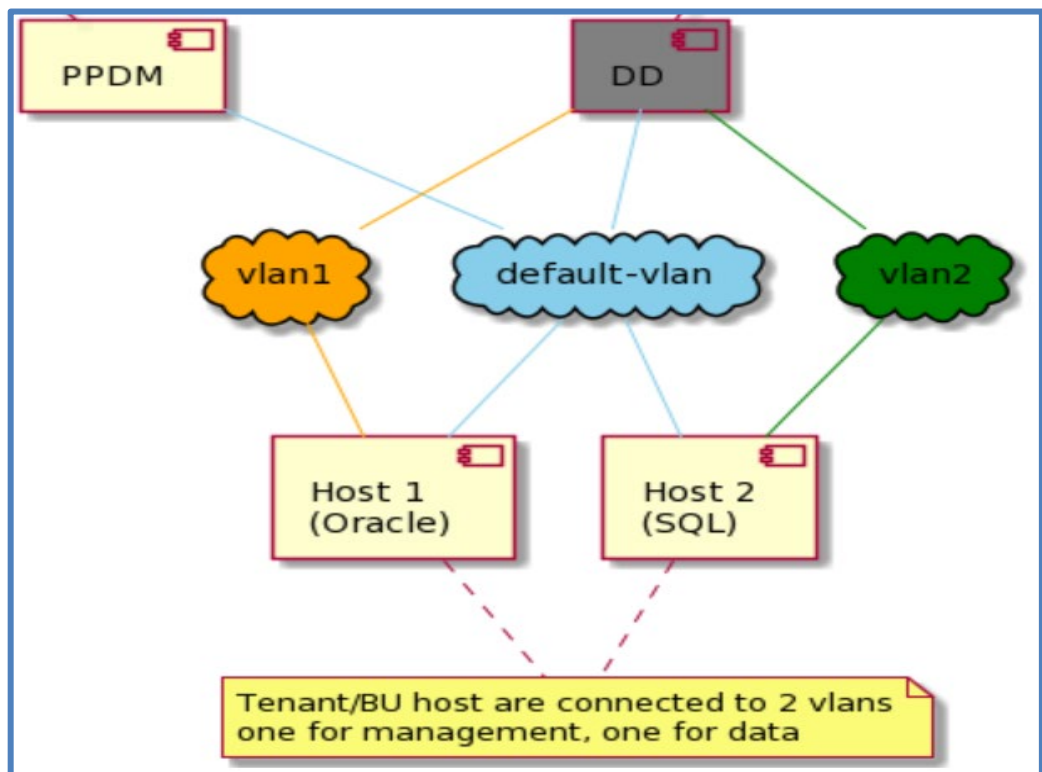 PPDM
DD
vlan1
default-vlan
vlan2
Host 1
(Oracle)
Host 2
(SQL)
Tenant/BU host are connected to 2 vlans
one for management, one for data